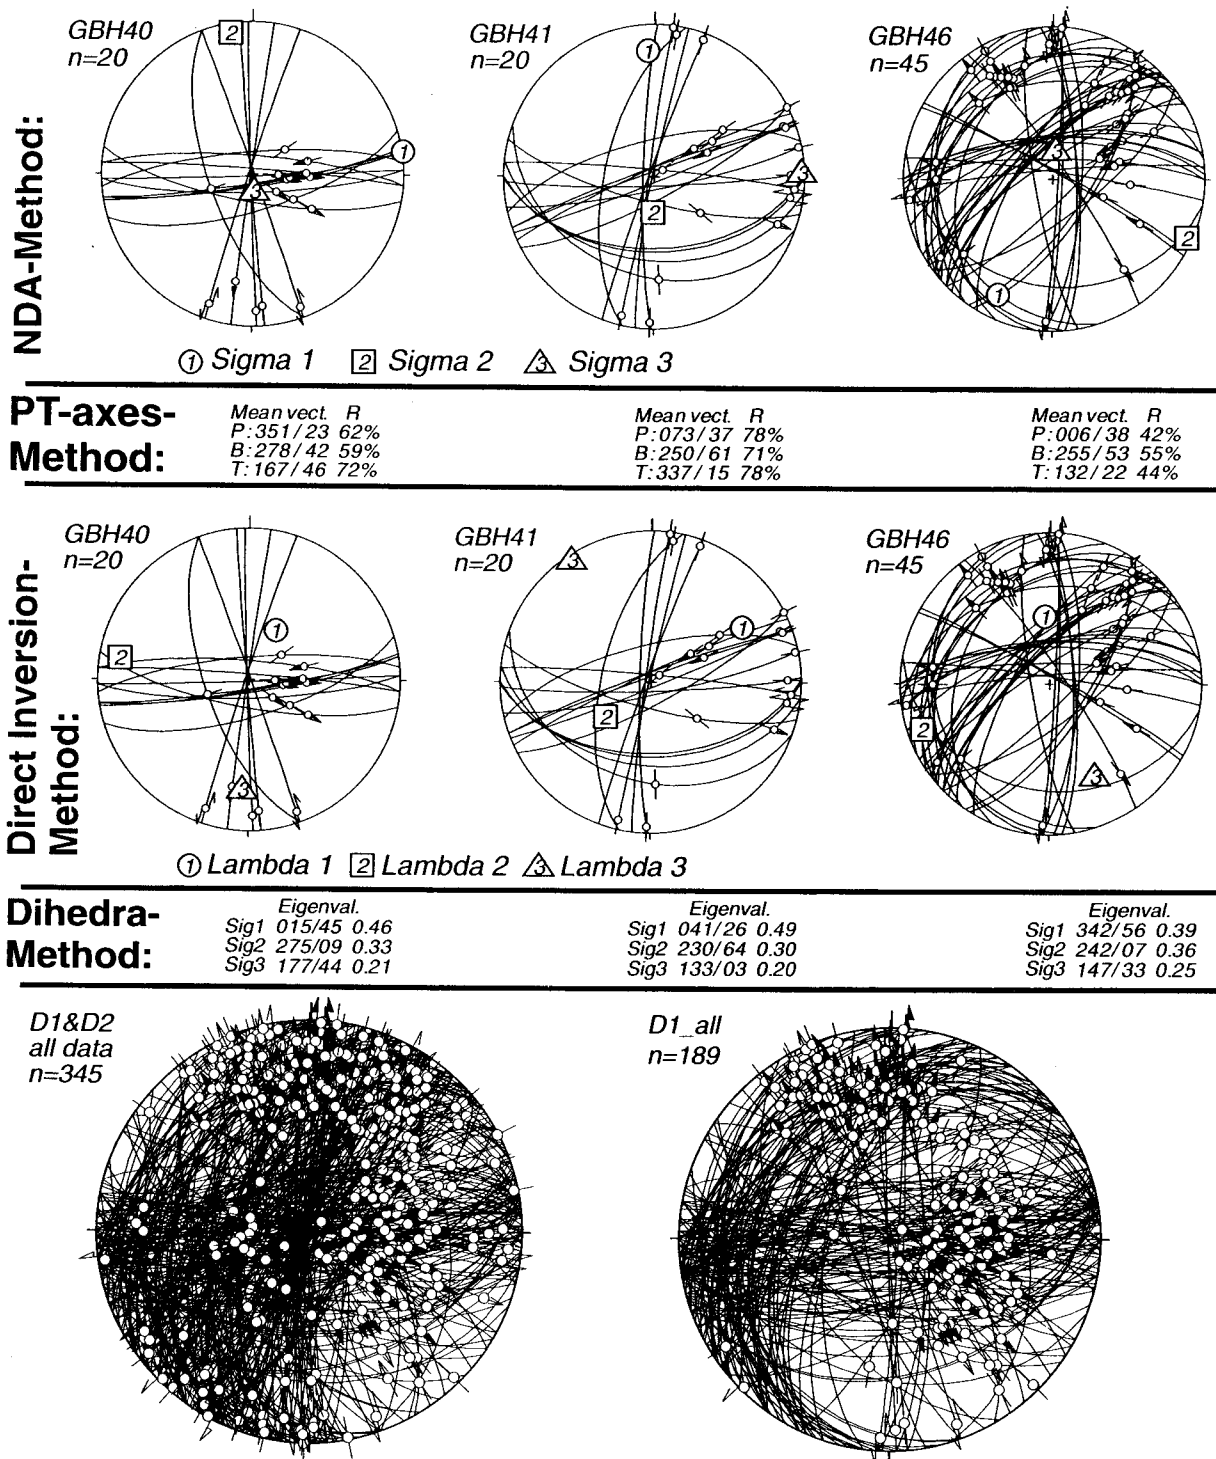 NDA-Method:
GBH40
n=20
2
1
3
GBH41
n=20
1
2
3
GBH46
n=45
3
2
1
1 Sigma 1 2 Sigma 2 3 Sigma 3
PT-axes-
Method:
Mean vect. R
P:351/23 62%
B:278/42 59%
T:167/46 72%
Mean vect. R
P:073/37 78%
B:250/61 71%
T:337/15 78%
Mean vect. R
P:006/38 42%
B:255/53 55%
T:132/22 44%
Direct Inversion-
Method:
GBH40
n=20
1
2
3
GBH41
n=20
3
1
2
GBH46
n=45
1
2
3
1 Lambda 1 2 Lambda 2 3 Lambda 3
Dihedra-
Method:
Eigenval.
Sig1 015/45 0.46
Sig2 275/09 0.33
Sig3 177/44 0.21
Eigenval.
Sig1 041/26 0.49
Sig2 230/64 0.30
Sig3 133/03 0.20
Eigenval.
Sig1 342/56 0.39
Sig2 242/07 0.36
Sig3 147/33 0.25
D1&D2
all data
n=345
D1_all
n=189